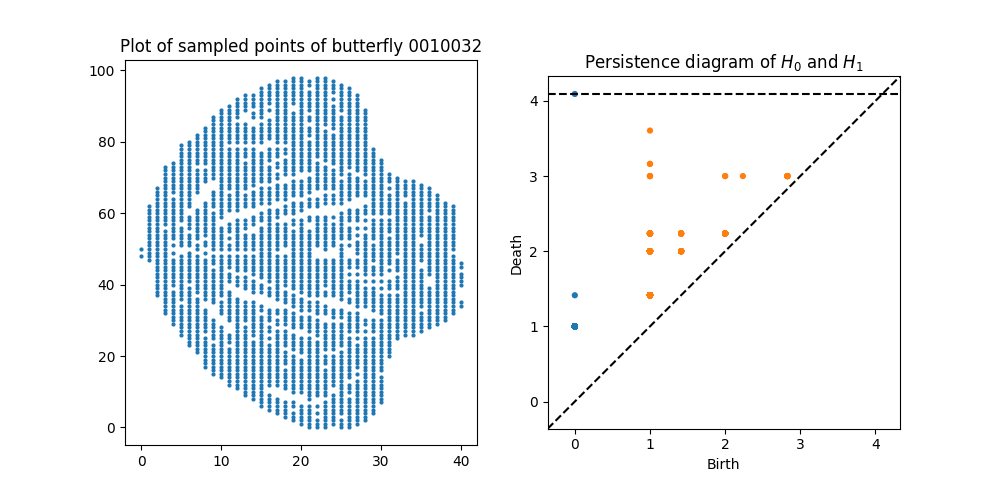 Plot of sampled points of butterfly 0010032
100
80
60
40
20
0
0 10 20 30 40
Persistence diagram of H₀ and H₁
Death
4
3
2
1
0
0 1 2 3 4
Birth